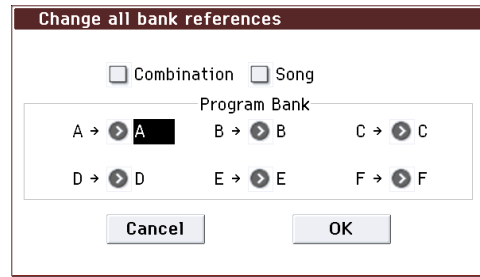 Change all bank references
Combination Song
Program Bank
A → A B → B C → C
D → D E → E F → F
Cancel OK